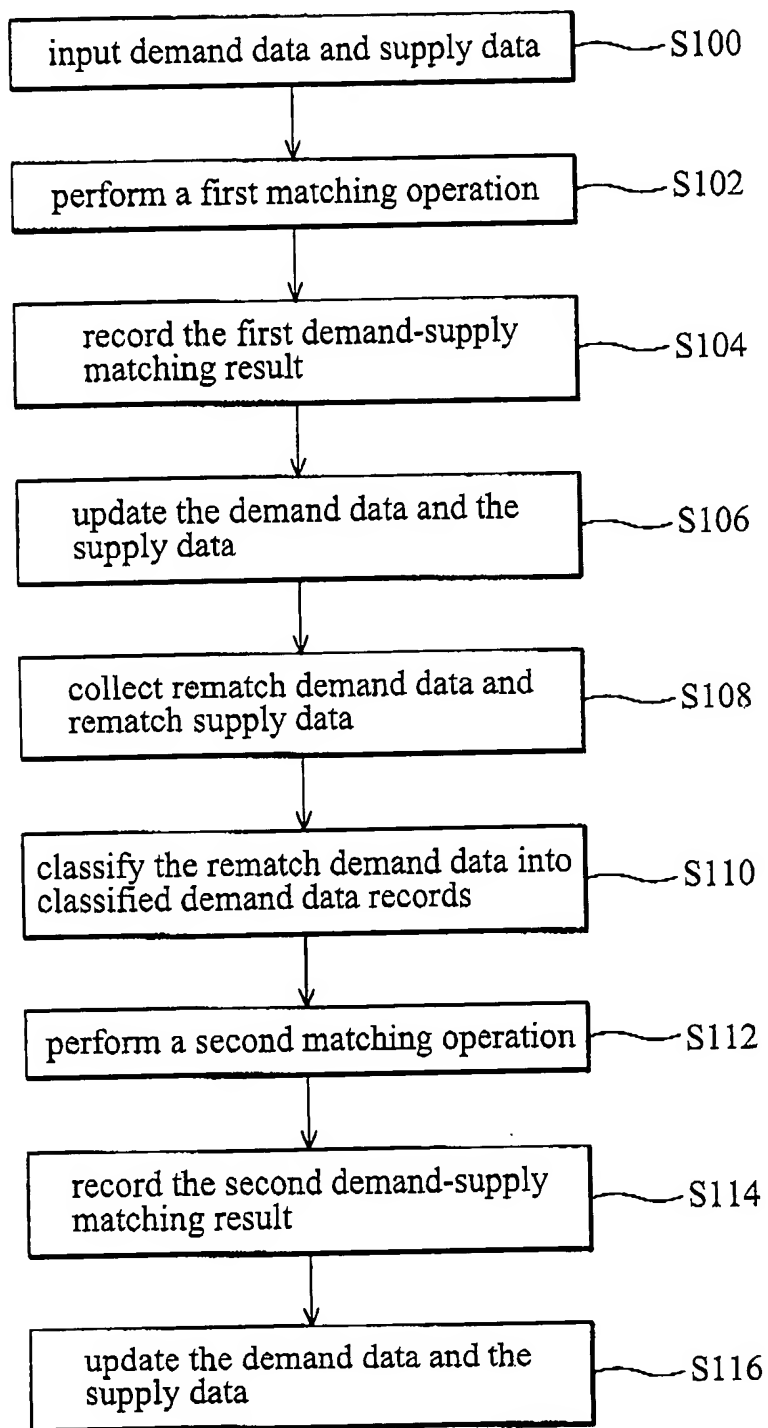 input demand data and supply data
S100
perform a first matching operation
S102
record the first demand-supply
matching result
S104
update the demand data and the
supply data
S106
collect rematch demand data and
rematch supply data
S108
classify the rematch demand data into
classified demand data records
S110
perform a second matching operation
S112
record the second demand-supply
matching result
S114
update the demand data and the
supply data
S116